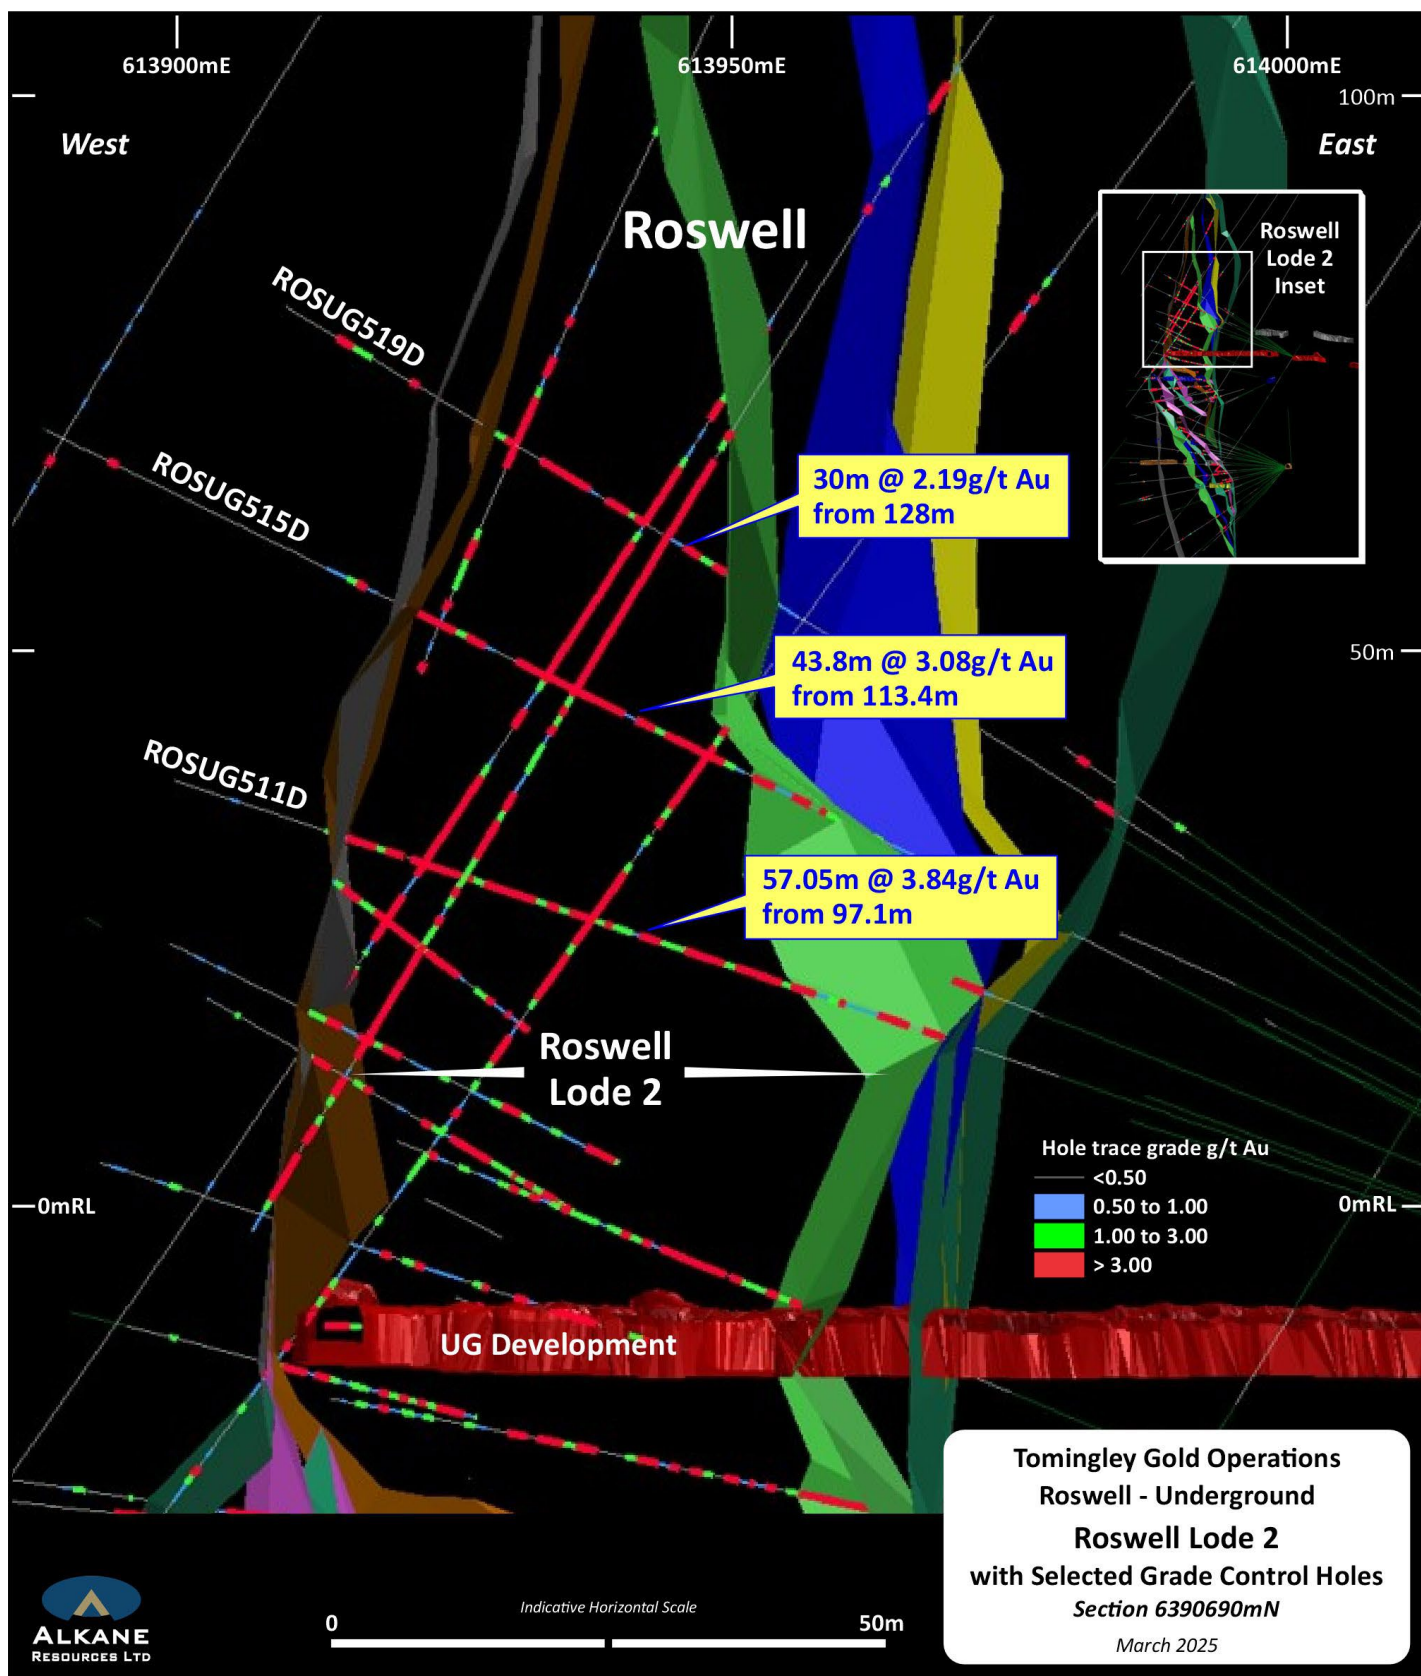 613900mE
613950mE
614000mE
100m
West
East
Roswell
Roswell
Lode 2
Inset
ROSUG519D
ROSUG515D
30m @ 2.19g/t Au
from 128m
43.8m @ 3.08g/t Au
from 113.4m
50m
ROSUG511D
57.05m @ 3.84g/t Au
from 97.1m
Roswell
Lode 2
Hole trace grade g/t Au
<0.50
0.50 to 1.00
1.00 to 3.00
> 3.00
0mRL
0mRL
UG Development
Tomingley Gold Operations
Roswell - Underground
Roswell Lode 2
with Selected Grade Control Holes
Section 6390690mN
March 2025
ALKANE
RESOURCES LTD
Indicative Horizontal Scale
0
50m